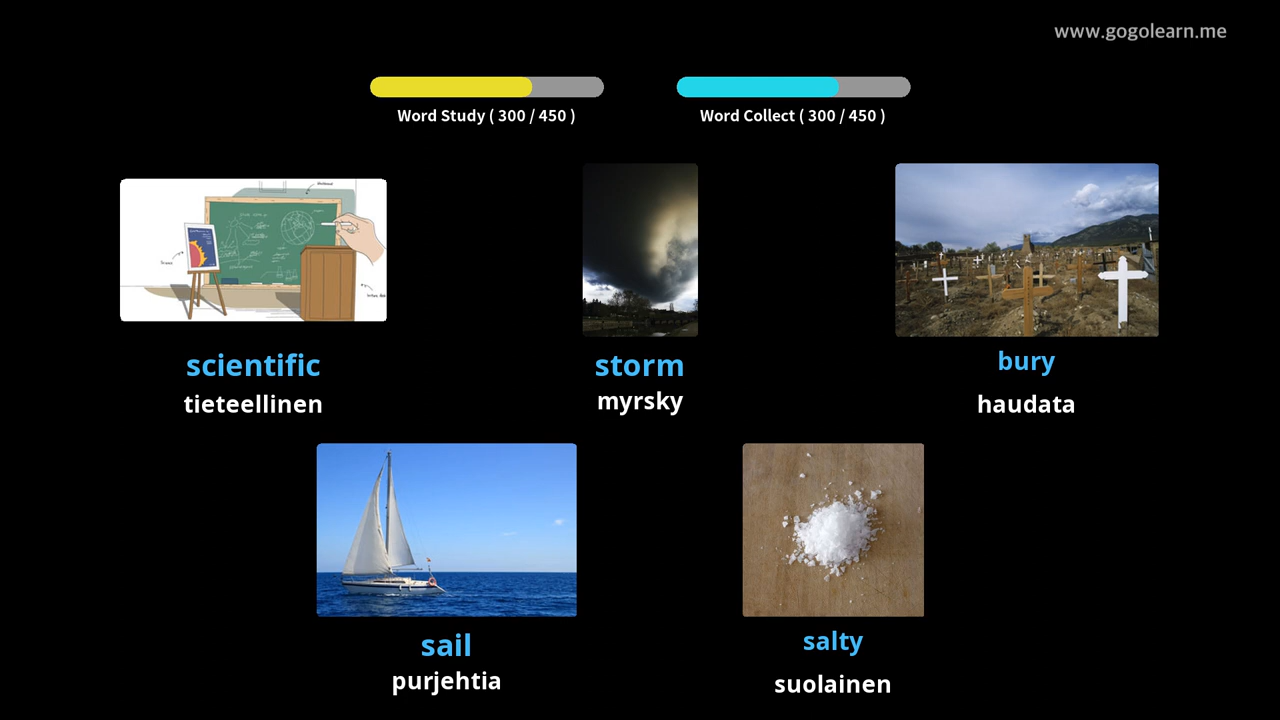 www.gogolearn.me
Word Study ( 300 / 450 )
Word Collect ( 300 / 450 )
scientific
tieteellinen
storm
myrsky
bury
haudata
sail
purjehtia
salty
suolainen